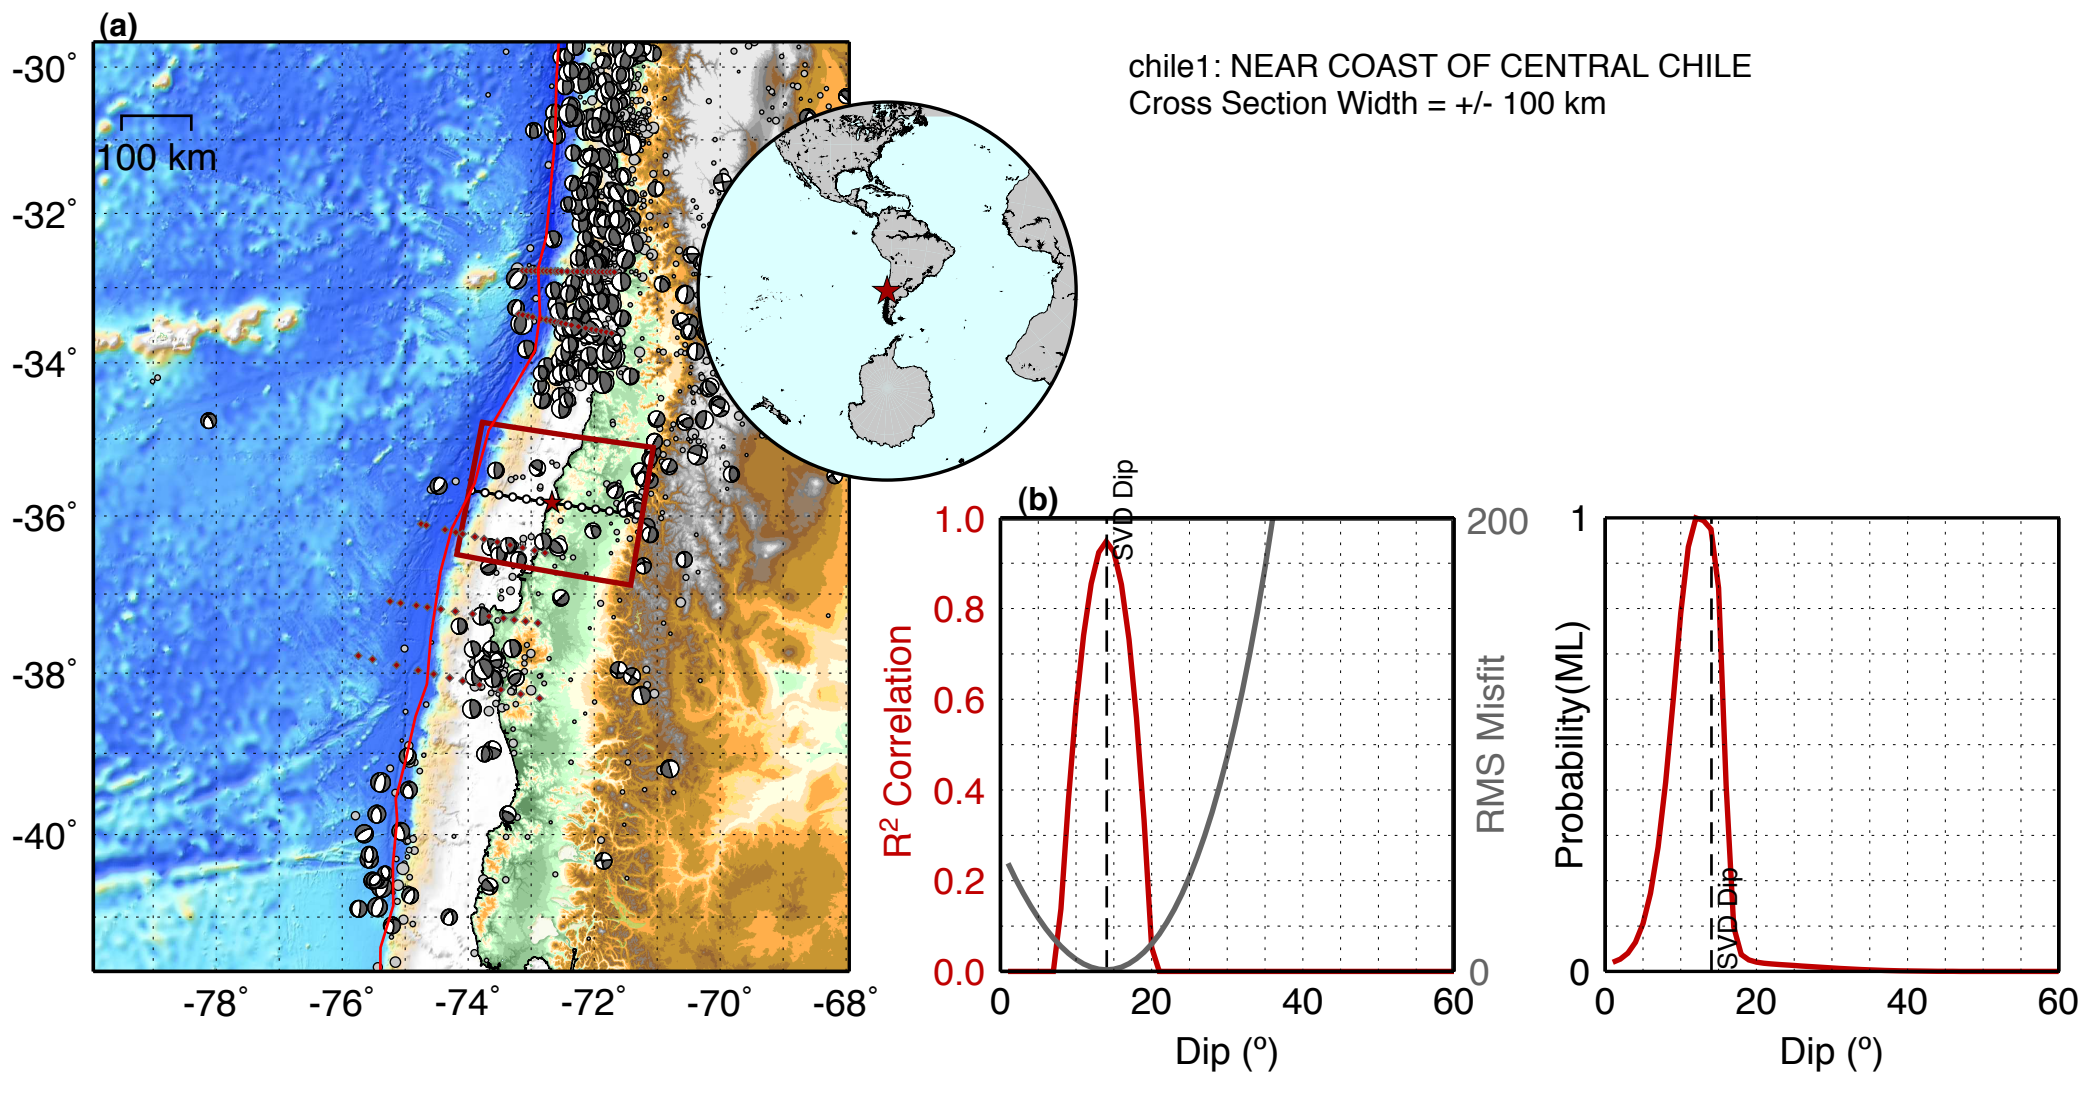 (a)
-30°
-32°
-34°
-36°
-38°
-40°
100 km
-78°
-76°
-74°
-72°
-70°
-68°
chile1: NEAR COAST OF CENTRAL CHILE
Cross Section Width = +/- 100 km
(b)
SVD Dip
1.0
0.8
0.6
0.4
0.2
0.0
R² Correlation
200
0
RMS Misfit
0
20
40
60
Dip (º)
1
0
Probability(ML)
SVD Dip
0
20
40
60
Dip (º)